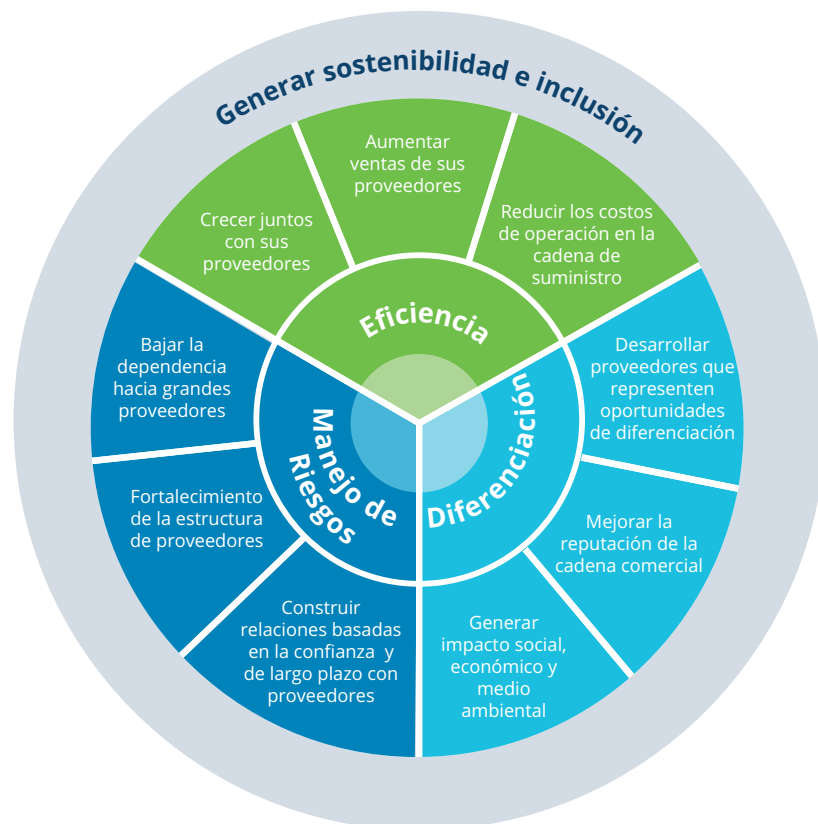 Generar sostenibilidad e inclusión
Aumentar
ventas de sus
proveedores
Crecer juntos
con sus
proveedores
Reducir los costos
de operación en la
cadena de
suministro
Eficiencia
Bajar la
dependencia
hacia grandes
proveedores
Desarrollar
proveedores que
representen
oportunidades
de diferenciación
Manejo de
Riesgos
Diferenciación
Fortalecimiento
de la estructura
de proveedores
Mejorar la
reputación de la
cadena comercial
Construir
relaciones basadas
en la confianza y
de largo plazo con
proveedores
Generar
impacto social,
económico y
medio
ambiental